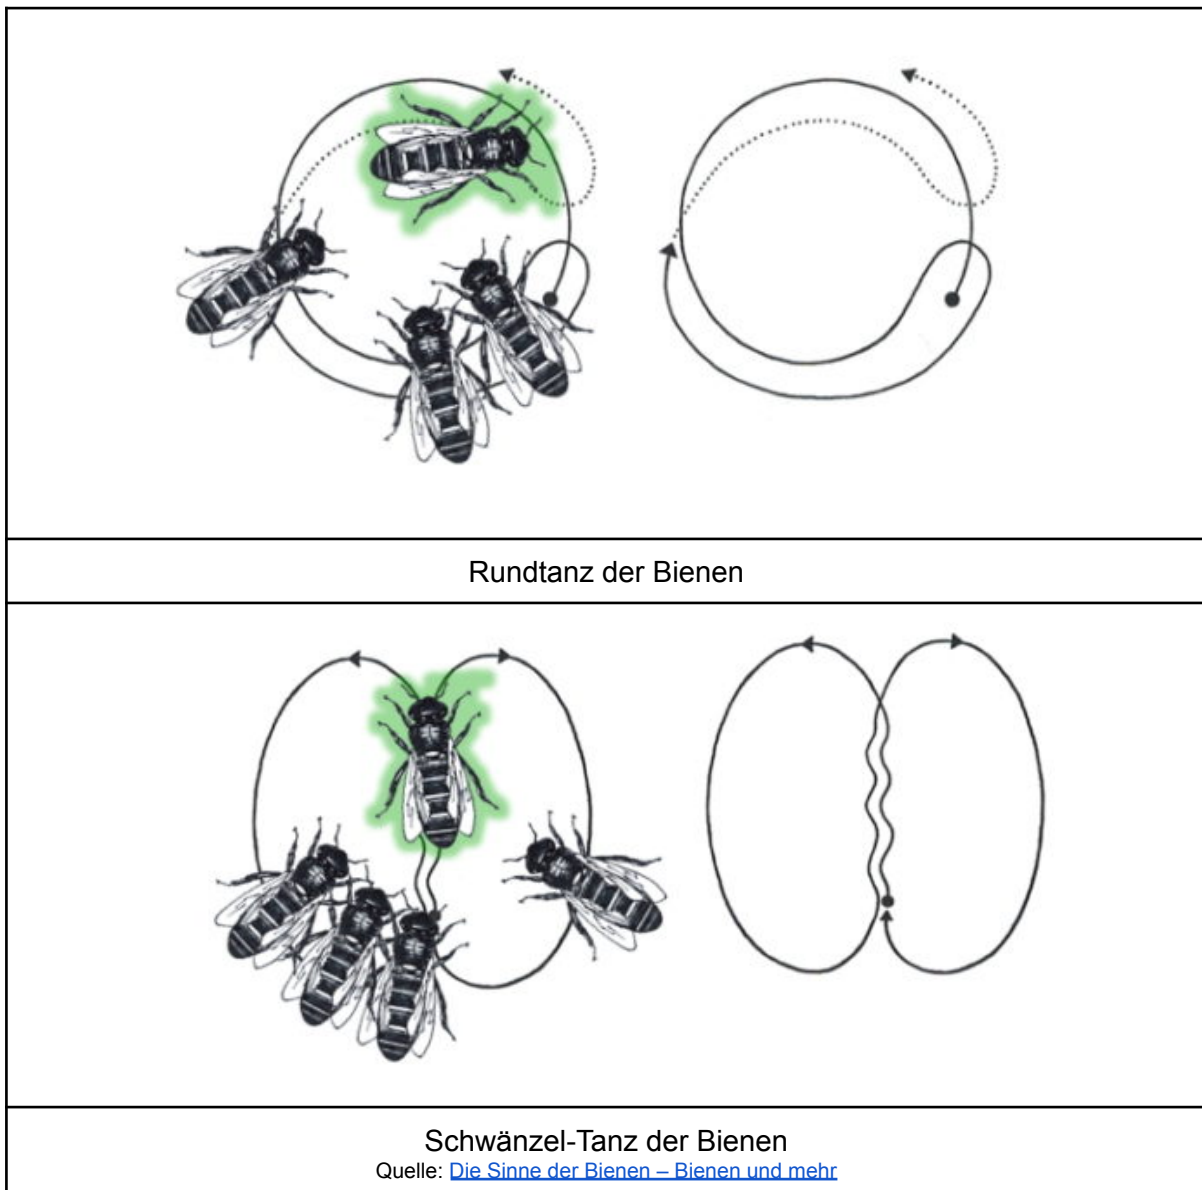 Rundtanz der Bienen
Schwänzel-Tanz der Bienen
Quelle: Die Sinne der Bienen – Bienen und mehr